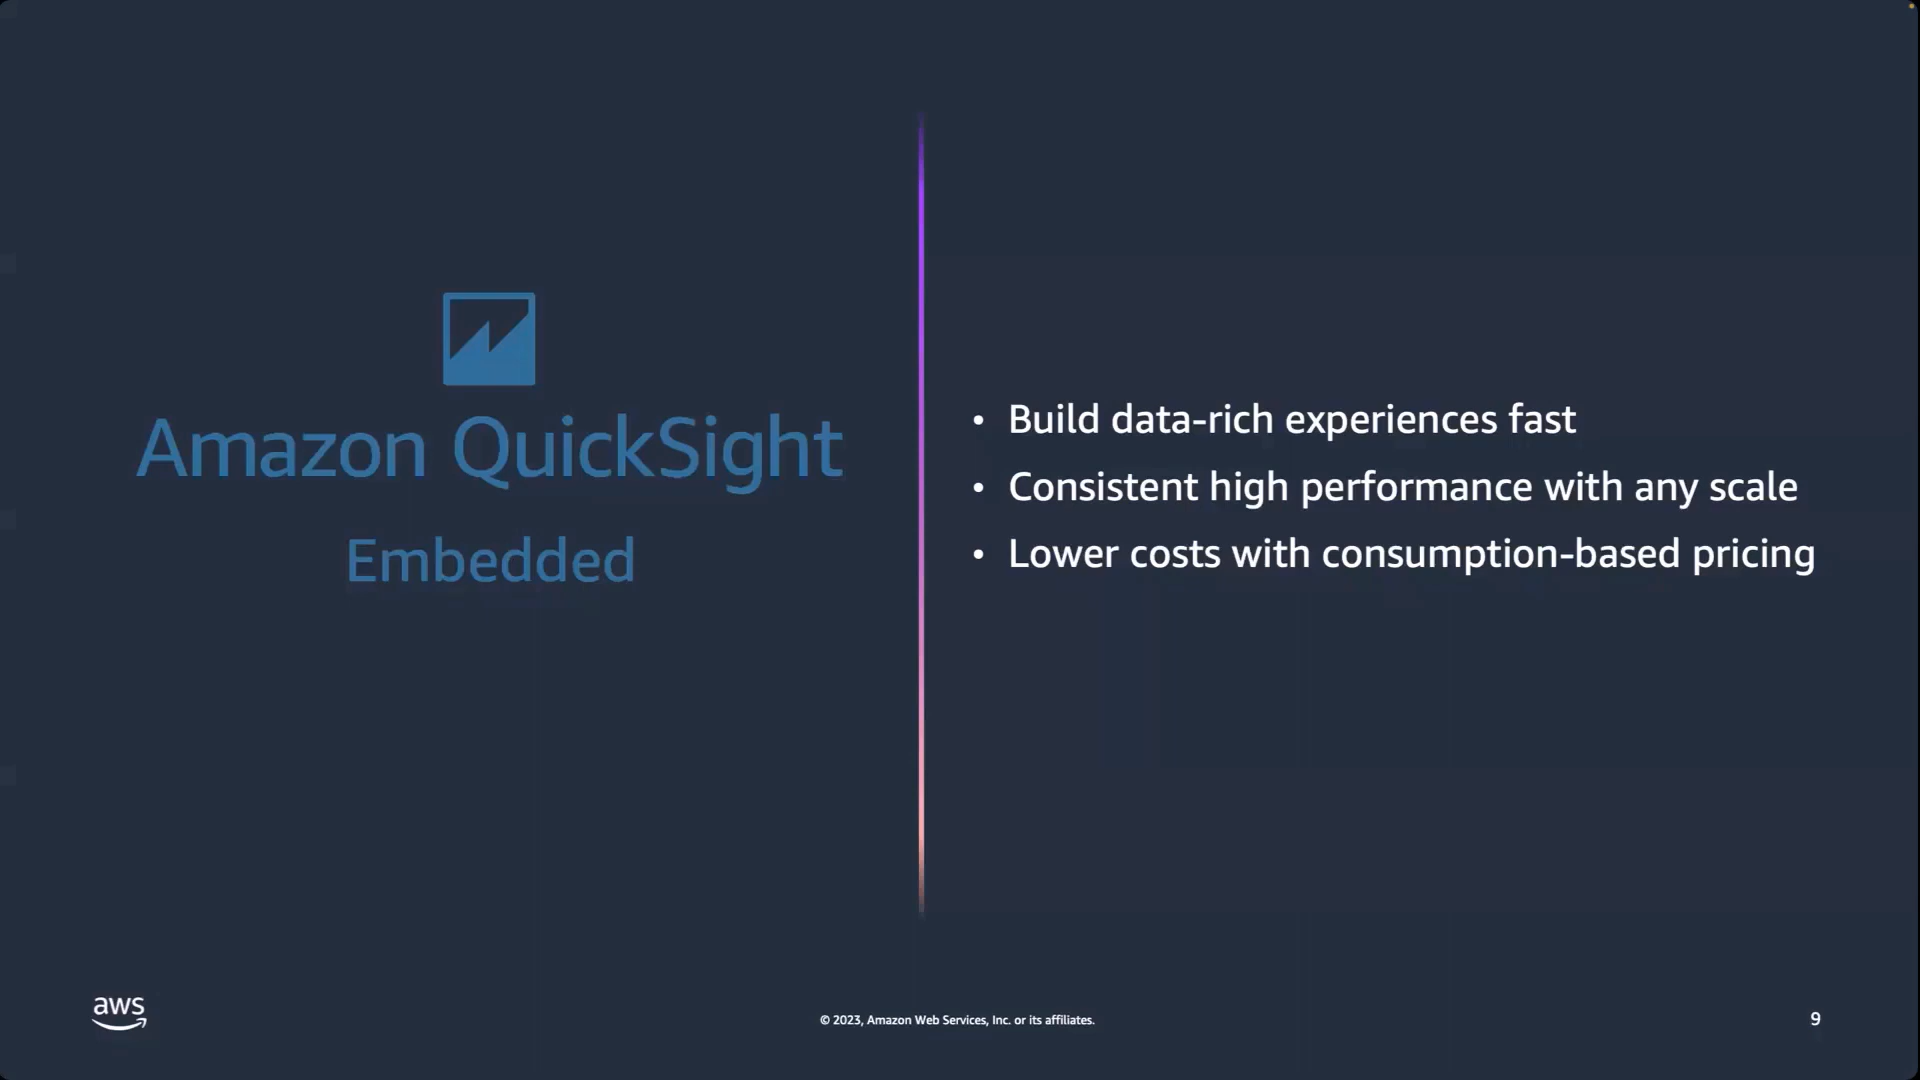 Amazon QuickSight
Embedded
• Build data-rich experiences fast
• Consistent high performance with any scale
• Lower costs with consumption-based pricing
aws
© 2023, Amazon Web Services, Inc. or its affiliates.
9